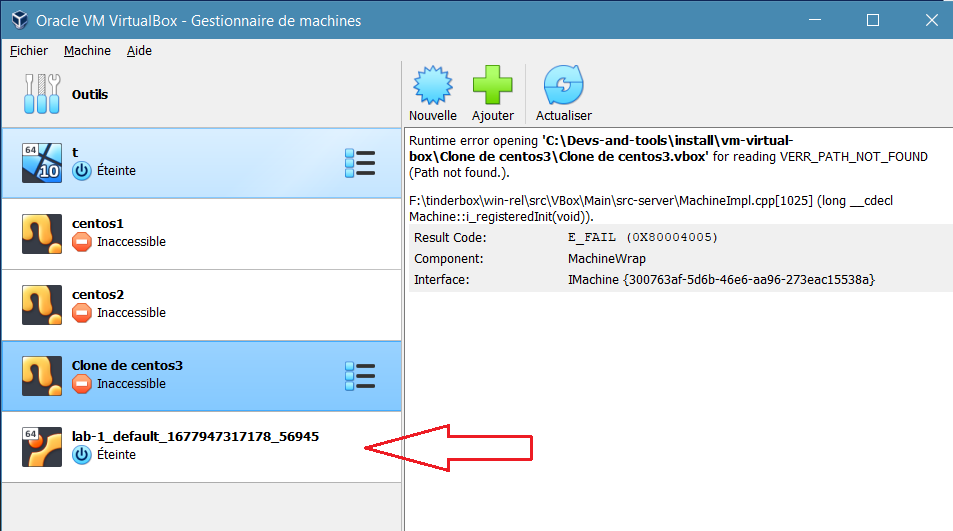 Oracle VM VirtualBox - Gestionnaire de machines
Fichier Machine Aide
Outils
64
10
t
Éteinte
centos1
Inaccessible
centos2
Inaccessible
Clone de centos3
Inaccessible
64
lab-1_default_1677947317178_56945
Éteinte
Nouvelle Ajouter Actualiser
Runtime error opening 'C:\Devs-and-tools\install\vm-virtual-
box\Clone de centos3\Clone de centos3.vbox' for reading VERR_PATH_NOT_FOUND
(Path not found.).
F:\tinderbox\win-rel\src\VBox\Main\src-server\MachineImpl.cpp[1025] (long __cdecl
Machine::i_registeredInit(void)).
Result Code: E_FAIL (0X80004005)
Component: MachineWrap
Interface: IMachine {300763af-5d6b-46e6-aa96-273eac15538a}